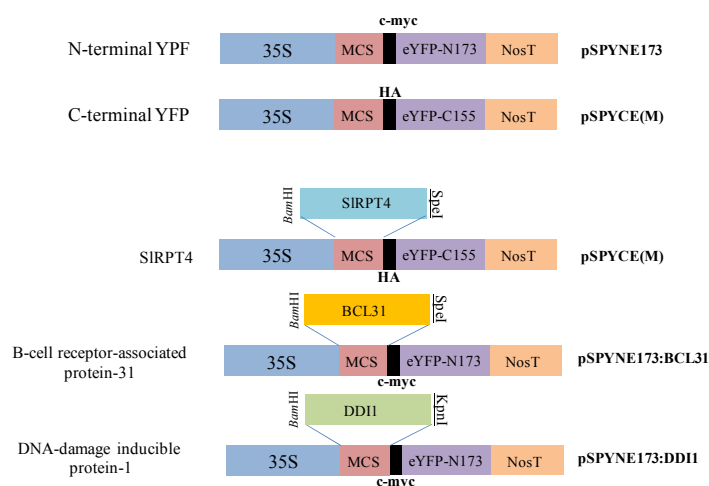 c-myc
N-terminal YPF
35S
MCS
eYFP-N173
NosT
pSPYNE173
HA
C-terminal YFP
35S
MCS
eYFP-C155
NosT
pSPYCE(M)
BamHI
SlRPT4
SpeI
SlRPT4
35S
MCS
eYFP-C155
NosT
pSPYCE(M)
HA
BamHI
BCL31
SpeI
B-cell receptor-associated
protein-31
35S
MCS
eYFP-N173
NosT
pSPYNE173:BCL31
c-myc
BamHI
DDI1
KpnI
DNA-damage inducible
protein-1
35S
MCS
eYFP-N173
NosT
pSPYNE173:DDI1
c-myc